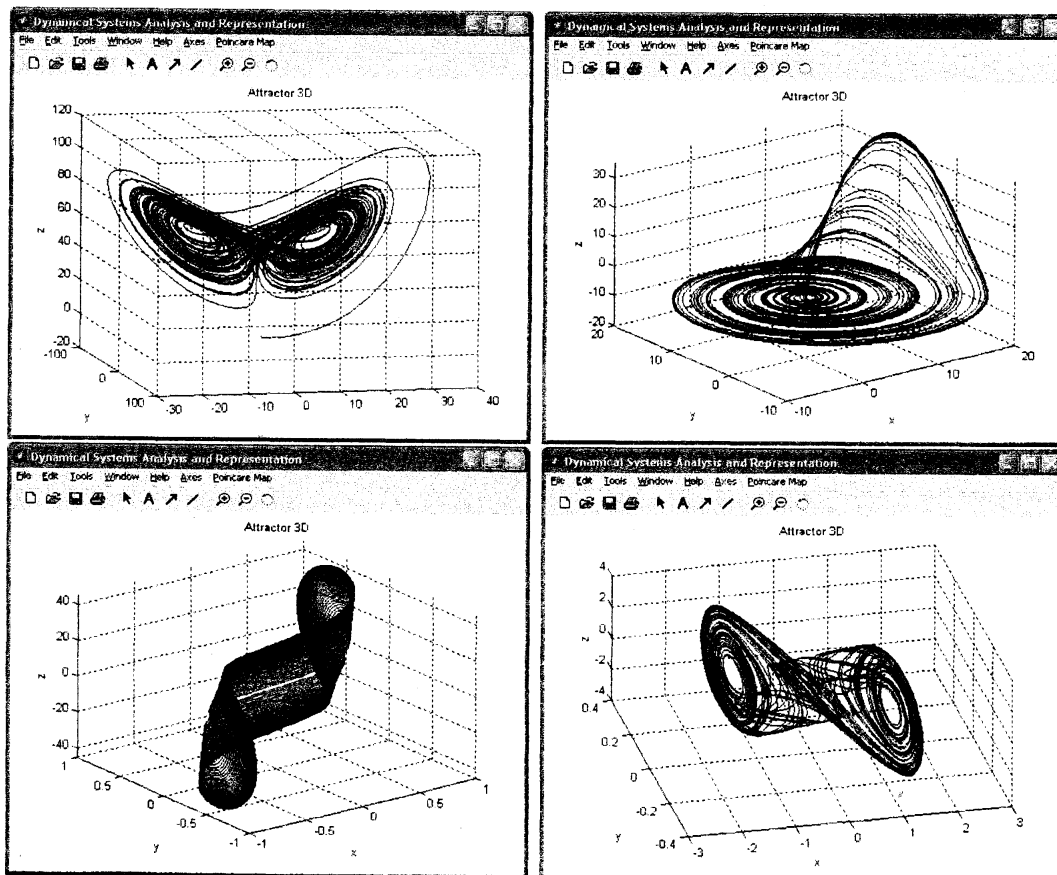 Dynamical Systems Analysis and Representation
File Edit Tools Window Help Axes Poincare Map
Attractor 3D
120
100
80
60
40
20
0
-20
z
-100
0
100
y
-30 -20 -10 0 10 20 30 40
Dynamical Systems Analysis and Representation
File Edit Tools Window Help Axes Poincare Map
Attractor 3D
30
20
10
0
-10
-20
z
20
10
0
-10
y
-10
0
10
20
x
Dynamical Systems Analysis and Representation
File Edit Tools Window Help Axes Poincare Map
Attractor 3D
40
20
0
-20
-40
z
1
0.5
0
-0.5
-1
y
-1
-0.5
0
0.5
1
x
Dynamical Systems Analysis and Representation
File Edit Tools Window Help Axes Poincare Map
Attractor 3D
4
2
0
-2
-4
z
0.4
0.2
0
-0.2
-0.4
y
-3 -2 -1 0 1 2 3
x